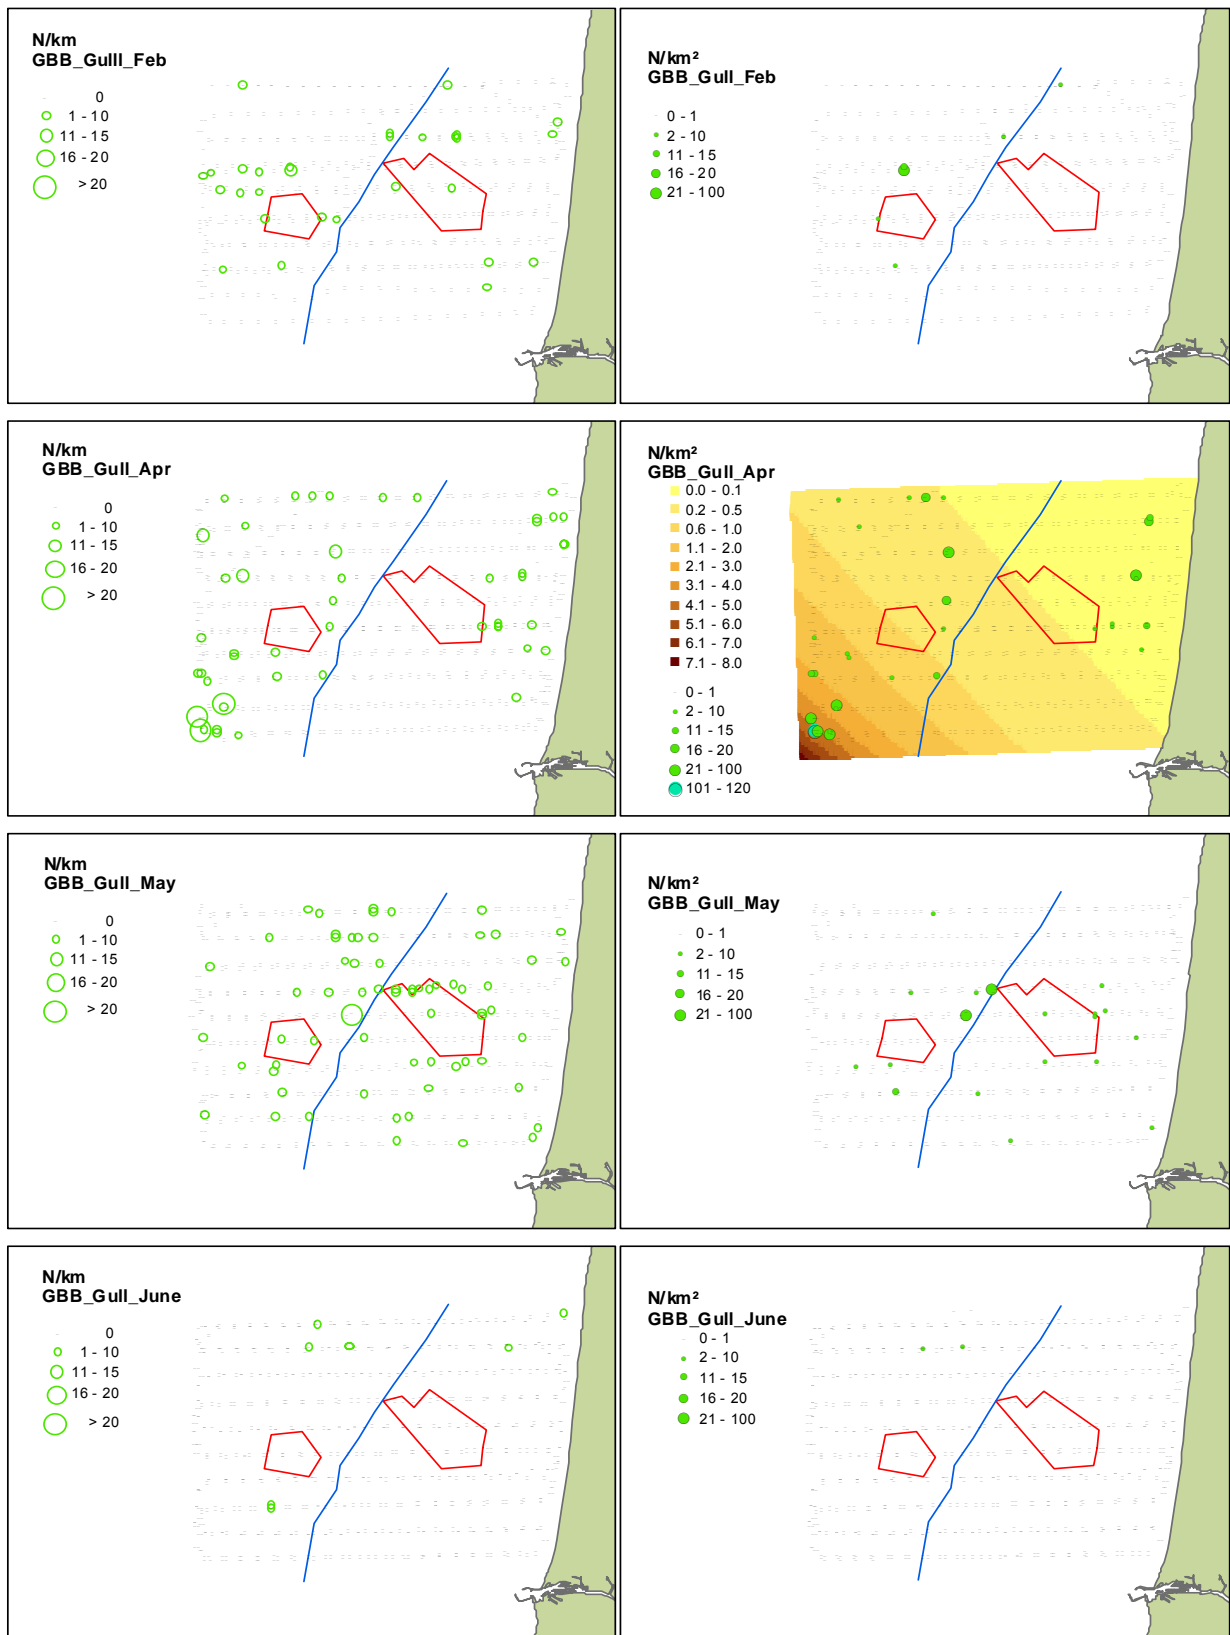 N/km
GBB_Gulll_Feb
0
1 - 10
11 - 15
16 - 20
> 20
N/km²
GBB_Gull_Feb
0 - 1
2 - 10
11 - 15
16 - 20
21 - 100
N/km
GBB_Gull_Apr
0
1 - 10
11 - 15
16 - 20
> 20
N/km²
GBB_Gull_Apr
0.0 - 0.1
0.2 - 0.5
0.6 - 1.0
1.1 - 2.0
2.1 - 3.0
3.1 - 4.0
4.1 - 5.0
5.1 - 6.0
6.1 - 7.0
7.1 - 8.0
0 - 1
2 - 10
11 - 15
16 - 20
21 - 100
101 - 120
N/km
GBB_Gull_May
0
1 - 10
11 - 15
16 - 20
> 20
N/km²
GBB_Gull_May
0 - 1
2 - 10
11 - 15
16 - 20
21 - 100
N/km
GBB_Gull_June
0
1 - 10
11 - 15
16 - 20
> 20
N/km²
GBB_Gull_June
0 - 1
2 - 10
11 - 15
16 - 20
21 - 100